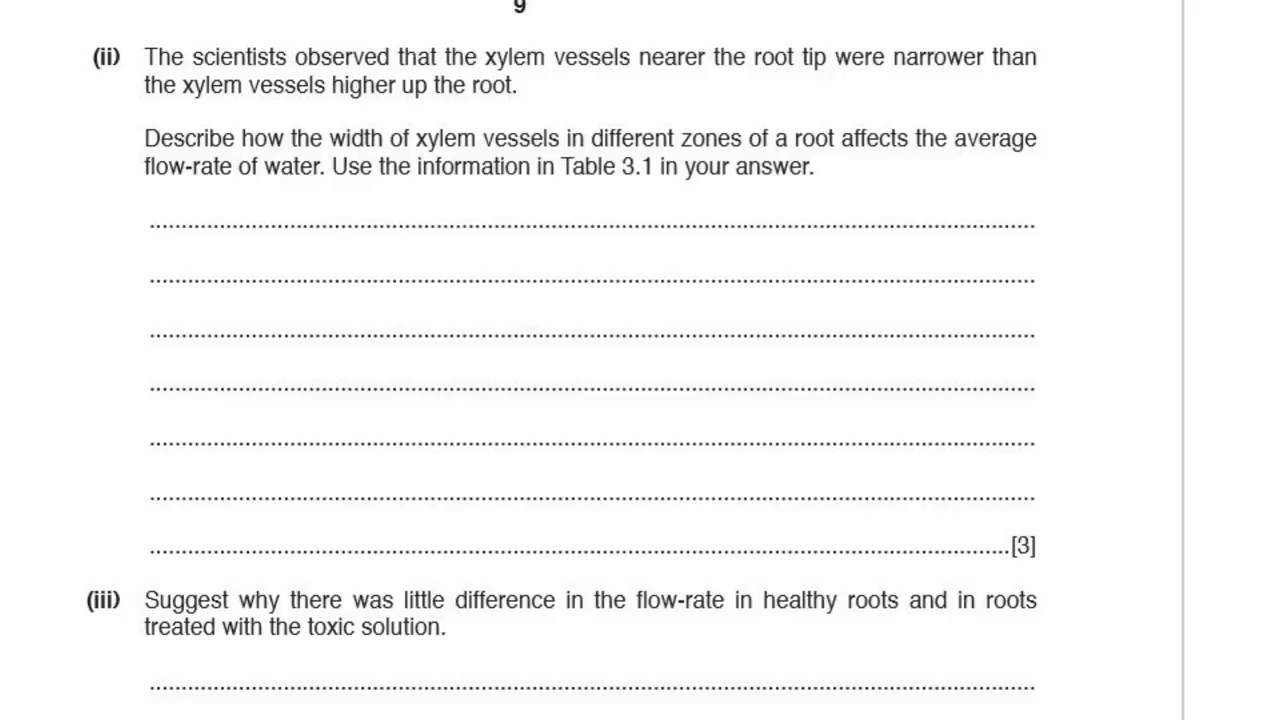 9
(ii) The scientists observed that the xylem vessels nearer the root tip were narrower than
the xylem vessels higher up the root.
Describe how the width of xylem vessels in different zones of a root affects the average
flow-rate of water. Use the information in Table 3.1 in your answer.
[3]
(iii) Suggest why there was little difference in the flow-rate in healthy roots and in roots
treated with the toxic solution.